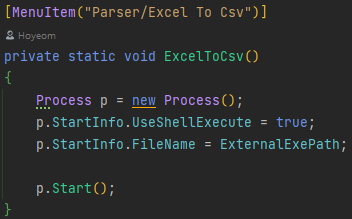 [MenuItem("Parser/Excel To Csv")]
Hoyeom
private static void ExcelToCsv()
{
    Process p = new Process();
    p.StartInfo.UseShellExecute = true;
    p.StartInfo.FileName = ExternalExePath;

    p.Start();
}